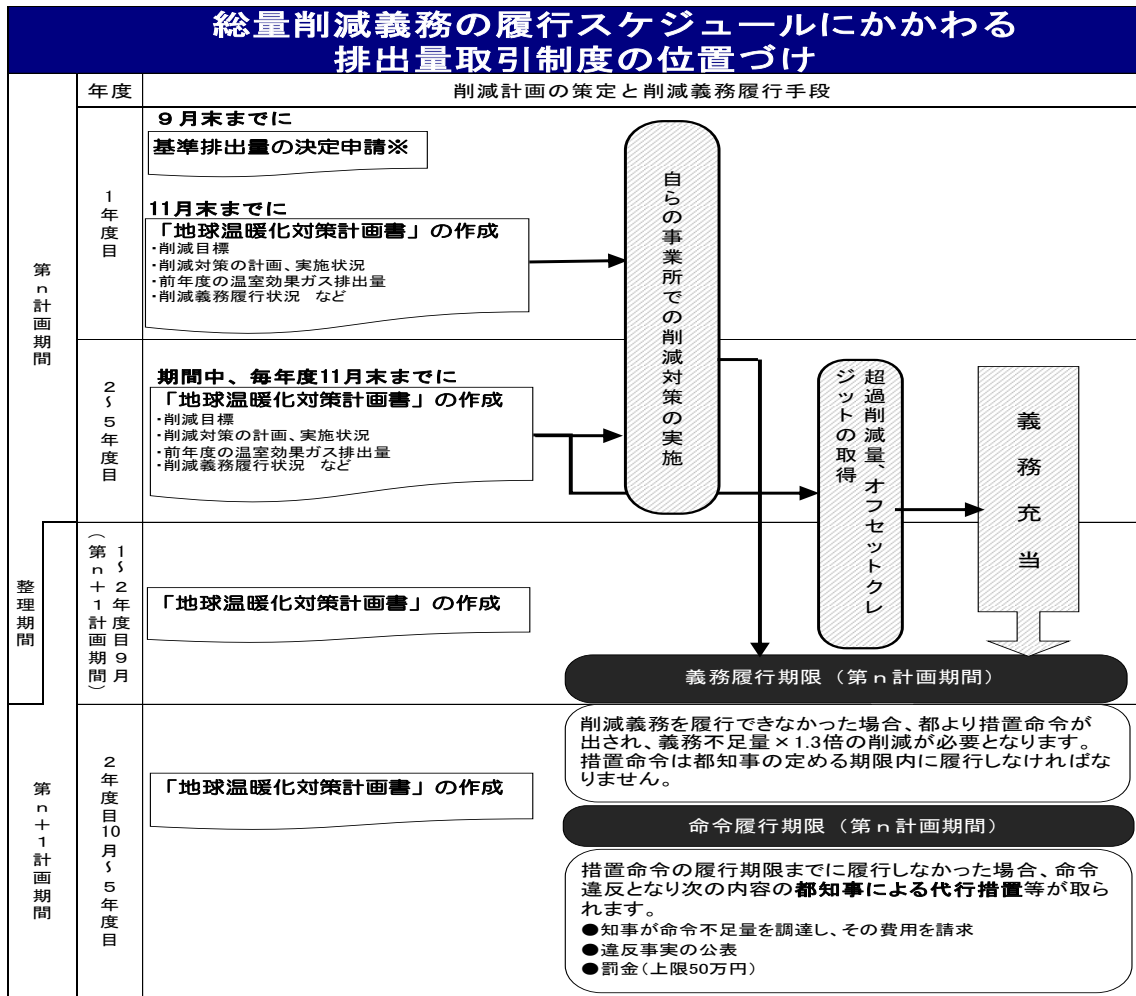 総量削減義務の履行スケジュールにかかわる
排出量取引制度の位置づけ
年度
削減計画の策定と削減義務履行手段
第n計画期間
1年度目
9月末までに
基準排出量の決定申請※
11月末までに
「地球温暖化対策計画書」の作成
・削減目標
・削減対策の計画、実施状況
・前年度の温室効果ガス排出量
・削減義務履行状況 など
自らの事業所での削減対策の実施
2~5年度目
期間中、毎年度11月末までに
「地球温暖化対策計画書」の作成
・削減目標
・削減対策の計画、実施状況
・前年度の温室効果ガス排出量
・削減義務履行状況 など
超過削減量、オフセットクレ
ジットの取得
義務充当
整理期間
1~2年度目9月
(第n+1計画期間)
「地球温暖化対策計画書」の作成
義務履行期限(第n計画期間)
第n+1計画期間
2年度目10月~5年度目
「地球温暖化対策計画書」の作成
削減義務を履行できなかった場合、都より措置命令が
出され、義務不足量×1.3倍の削減が必要となります。
措置命令は都知事の定める期限内に履行しなければな
りません。
命令履行期限(第n計画期間)
措置命令の履行期限までに履行しなかった場合、命令
違反となり次の内容の都知事による代行措置等が取ら
れます。
●知事が命令不足量を調達し、その費用を請求
●違反事実の公表
●罰金(上限50万円)